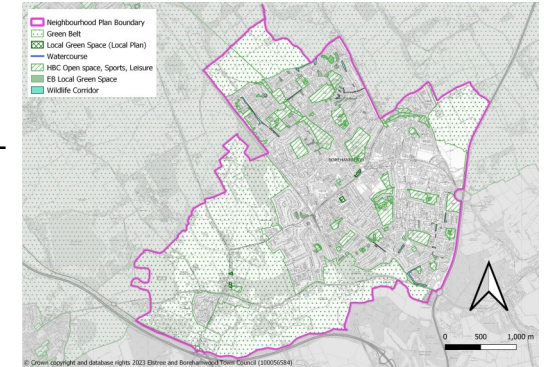 Neighbourhood Plan Boundary
Green Belt
Local Green Space (Local Plan)
Watercourse
HBC Open space, Sports, Leisure
EB Local Green Space
Wildlife Corridor
BOREHAMWOOD
0 500 1,000 m
© Crown copyright and database rights 2023 Elstree and Borehamwood Town Council (100056584)